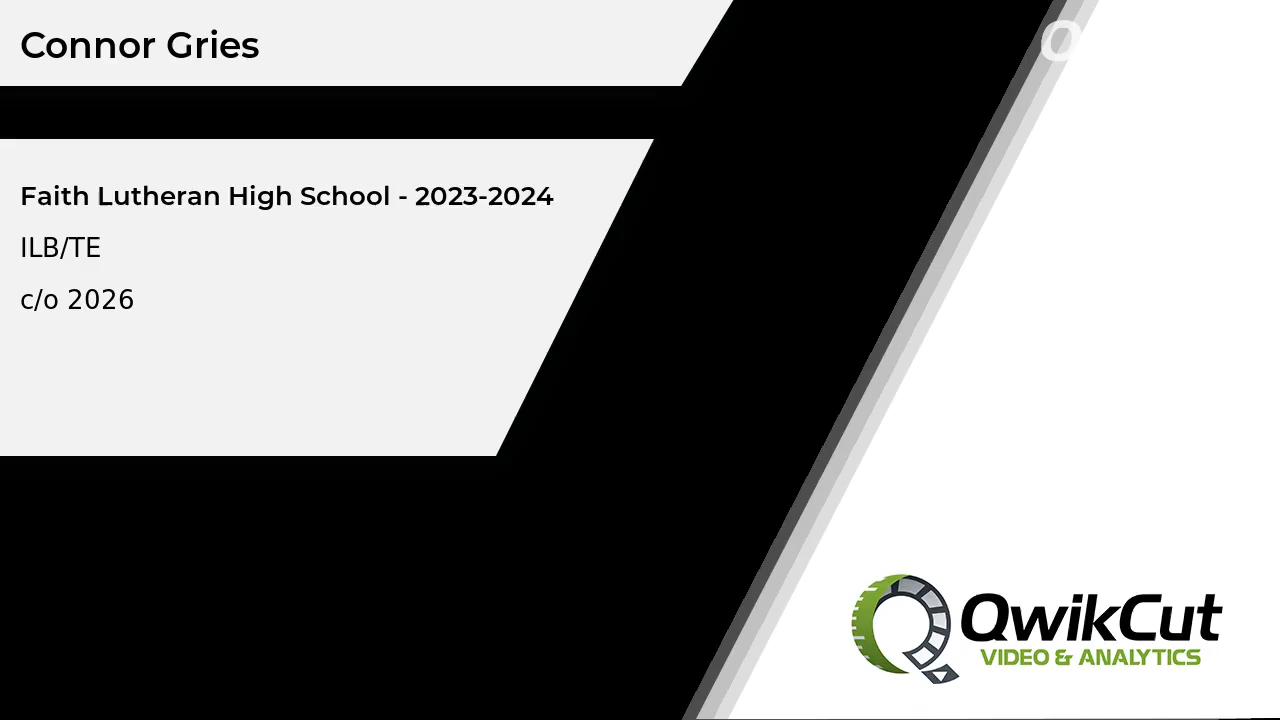 Connor Gries
Faith Lutheran High School - 2023-2024
ILB/TE
c/o 2026
QwikCut
VIDEO & ANALYTICS